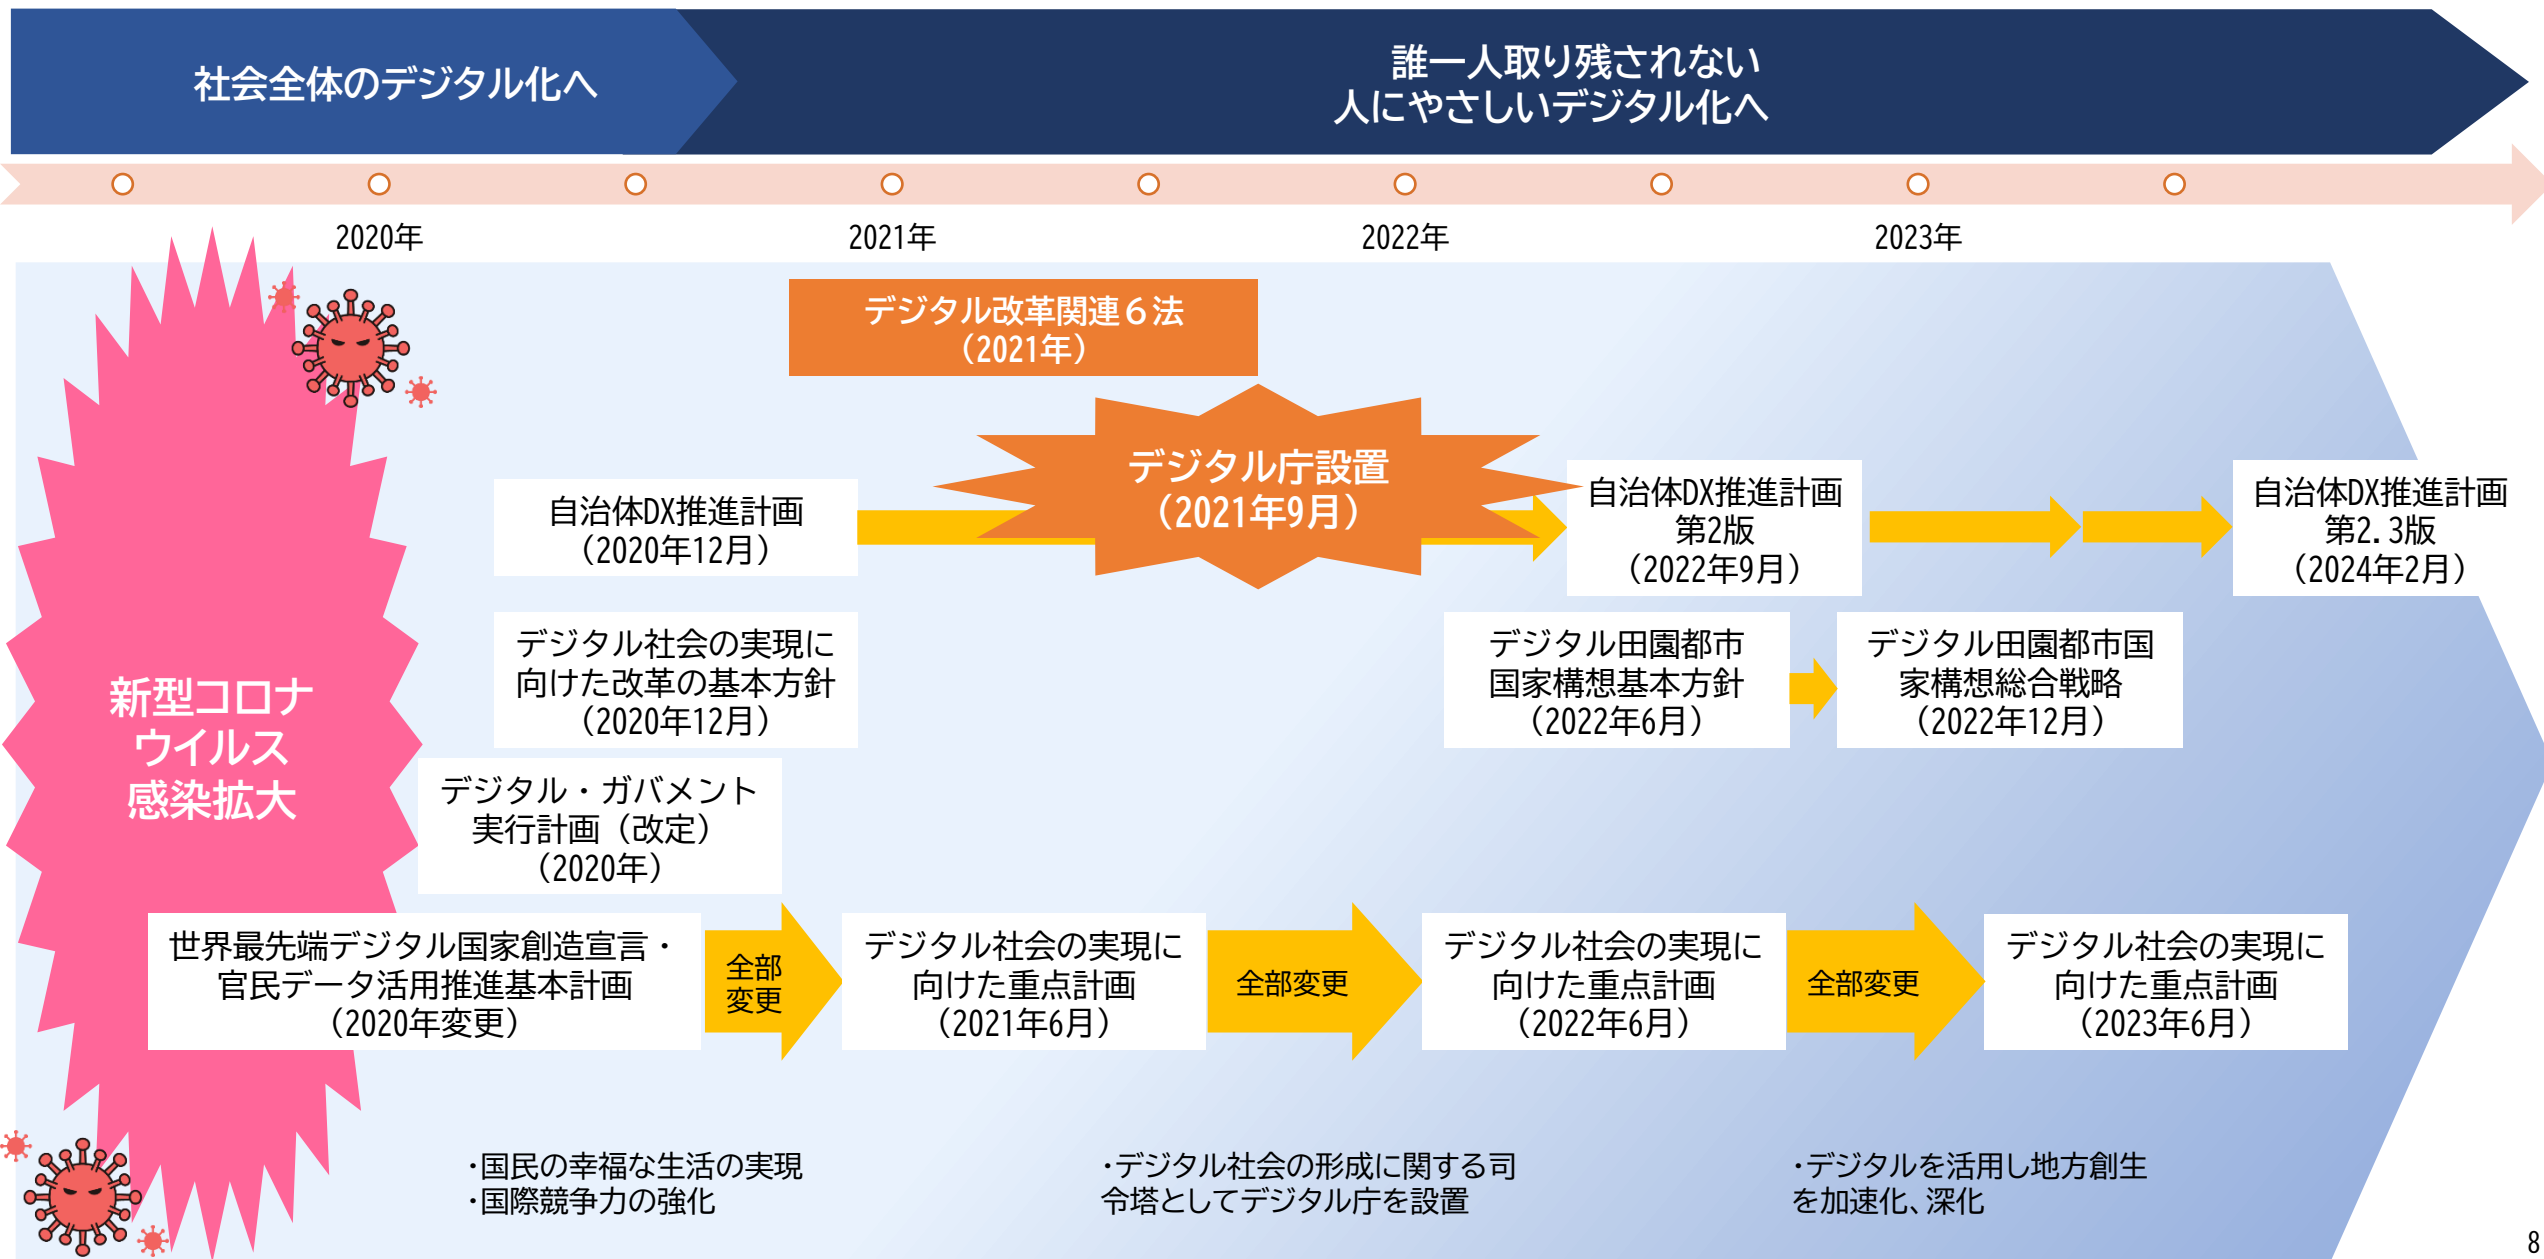 社会全体のデジタル化へ
誰一人取り残されない
人にやさしいデジタル化へ
2020年
2021年
2022年
2023年
デジタル改革関連６法
（2021年）
デジタル庁設置
（2021年9月）
自治体DX推進計画
（2020年12月）
自治体DX推進計画
第2版
（2022年9月）
自治体DX推進計画
第2.3版
（2024年2月）
デジタル社会の実現に
向けた改革の基本方針
（2020年12月）
デジタル田園都市
国家構想基本方針
（2022年6月）
デジタル田園都市国
家構想総合戦略
（2022年12月）
新型コロナ
ウイルス
感染拡大
デジタル・ガバメント
実行計画（改定）
（2020年）
世界最先端デジタル国家創造宣言・
官民データ活用推進基本計画
（2020年変更）
全部
変更
デジタル社会の実現に
向けた重点計画
（2021年6月）
全部変更
デジタル社会の実現に
向けた重点計画
（2022年6月）
全部変更
デジタル社会の実現に
向けた重点計画
（2023年6月）
・国民の幸福な生活の実現
・国際競争力の強化
・デジタル社会の形成に関する司
令塔としてデジタル庁を設置
・デジタルを活用し地方創生
を加速化、深化
8